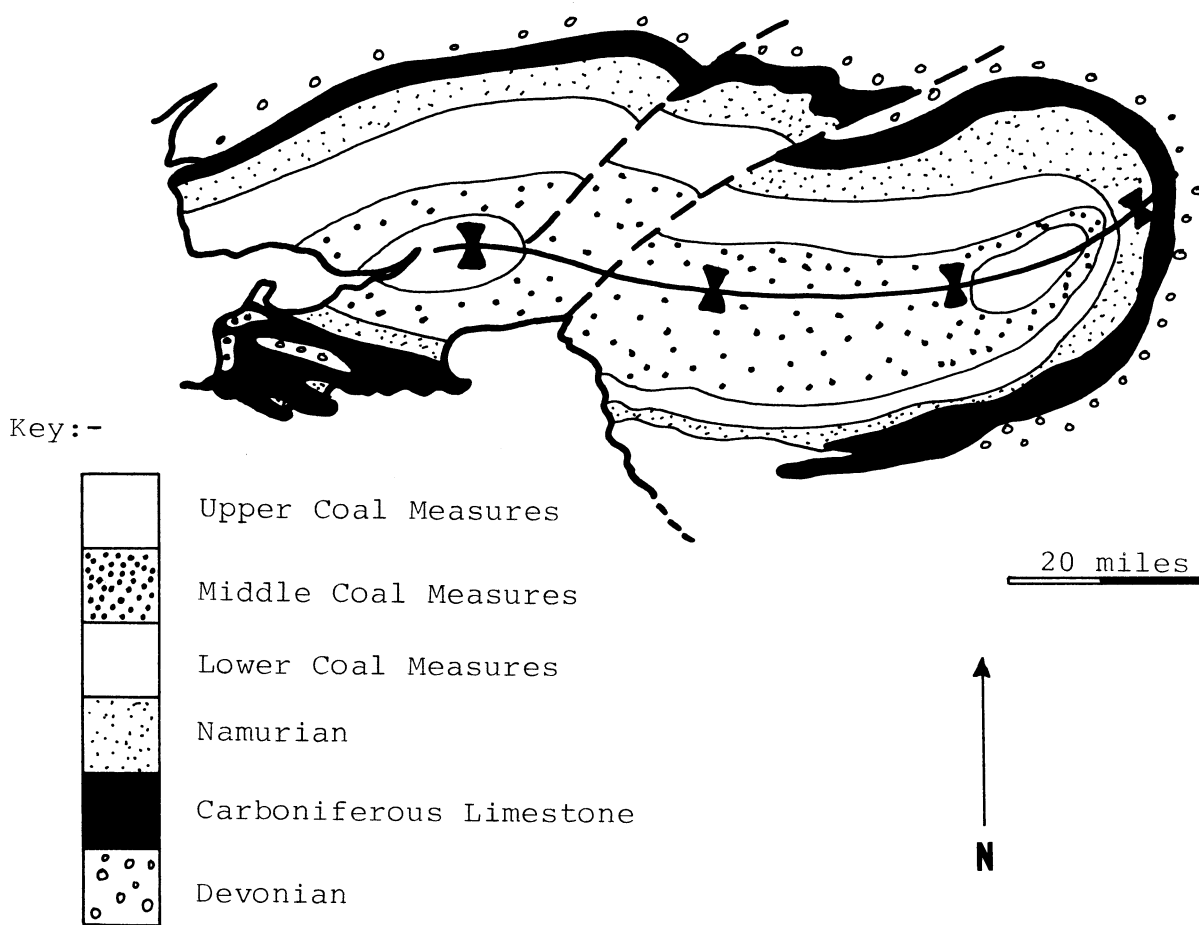 Key:-
Upper Coal Measures
Middle Coal Measures
Lower Coal Measures
Namurian
Carboniferous Limestone
Devonian
20 miles
N